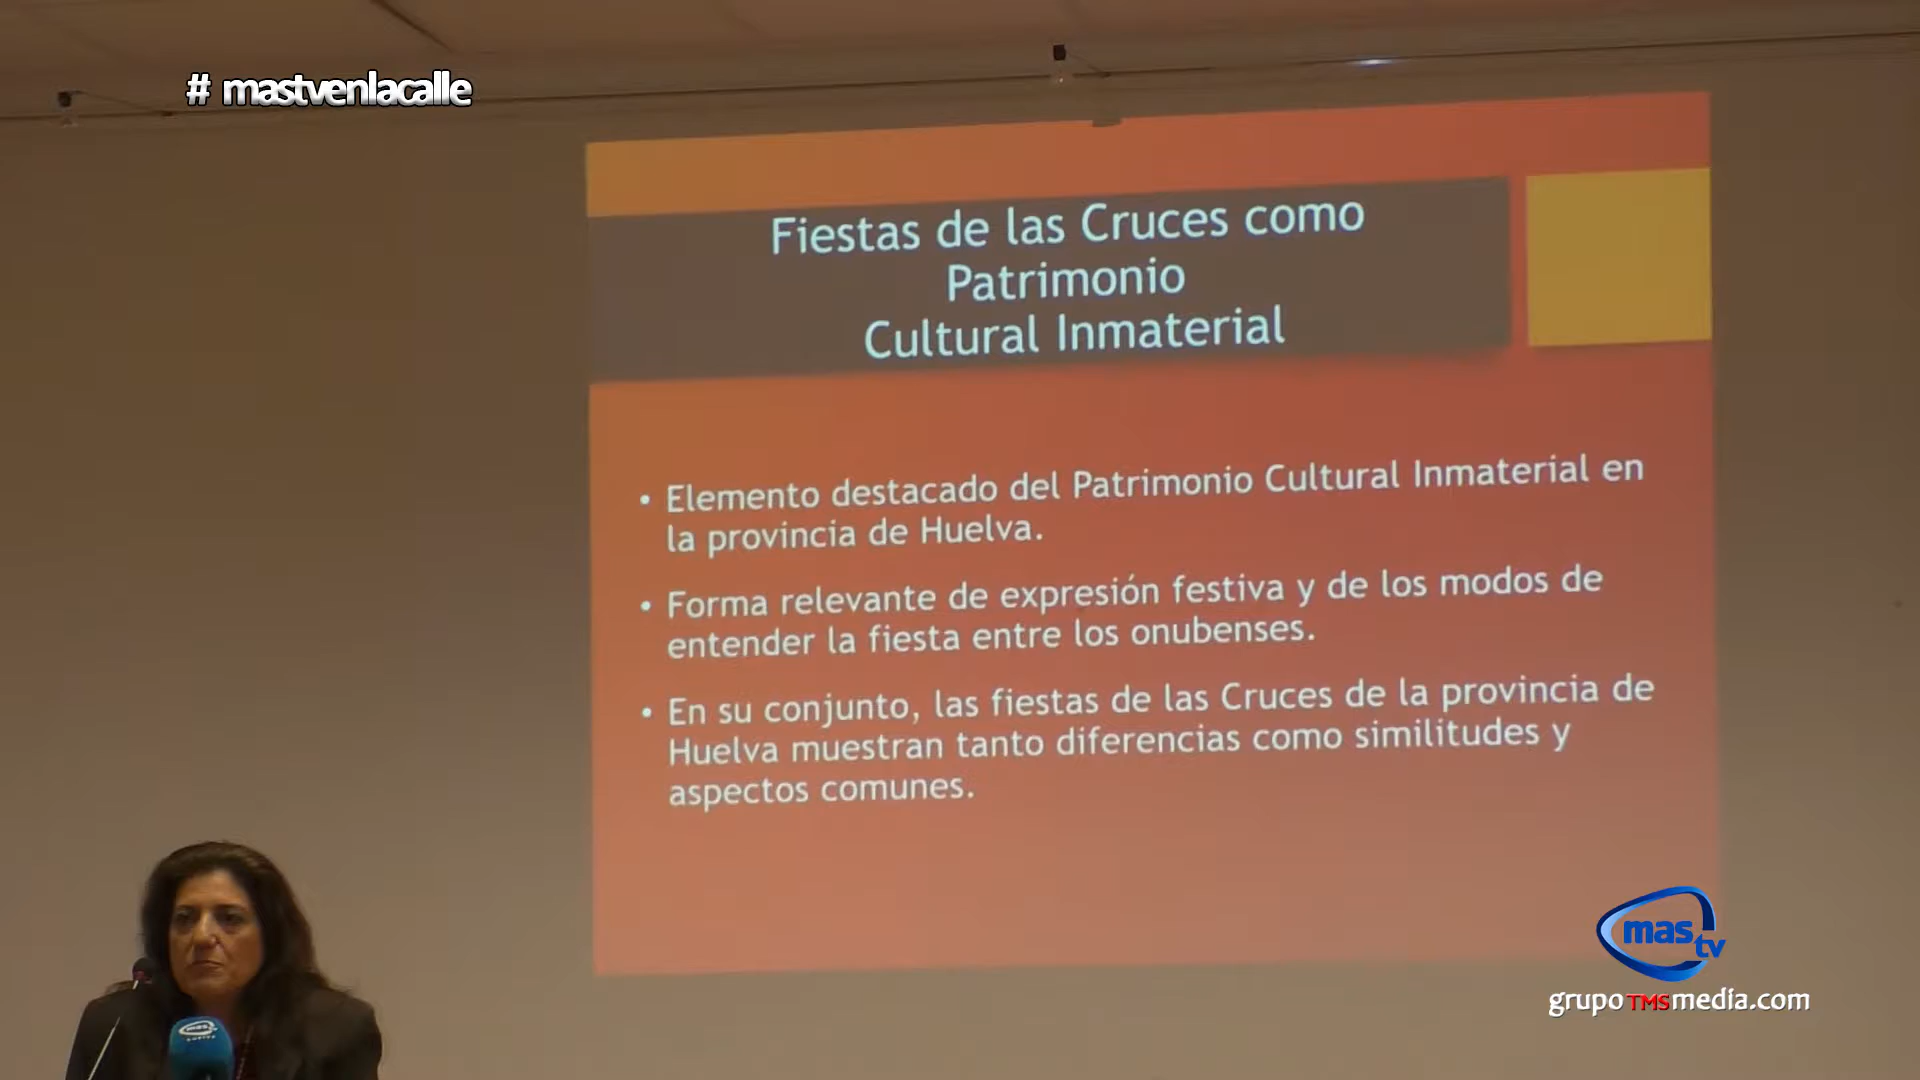 # mastvenlacalle
Fiestas de las Cruces como
Patrimonio
Cultural Inmaterial
• Elemento destacado del Patrimonio Cultural Inmaterial en
la provincia de Huelva.
• Forma relevante de expresión festiva y de los modos de
entender la fiesta entre los onubenses.
• En su conjunto, las fiestas de las Cruces de la provincia de
Huelva muestran tanto diferencias como similitudes y
aspectos comunes.
mas tv
grupoTMSmedia.com
mas tv